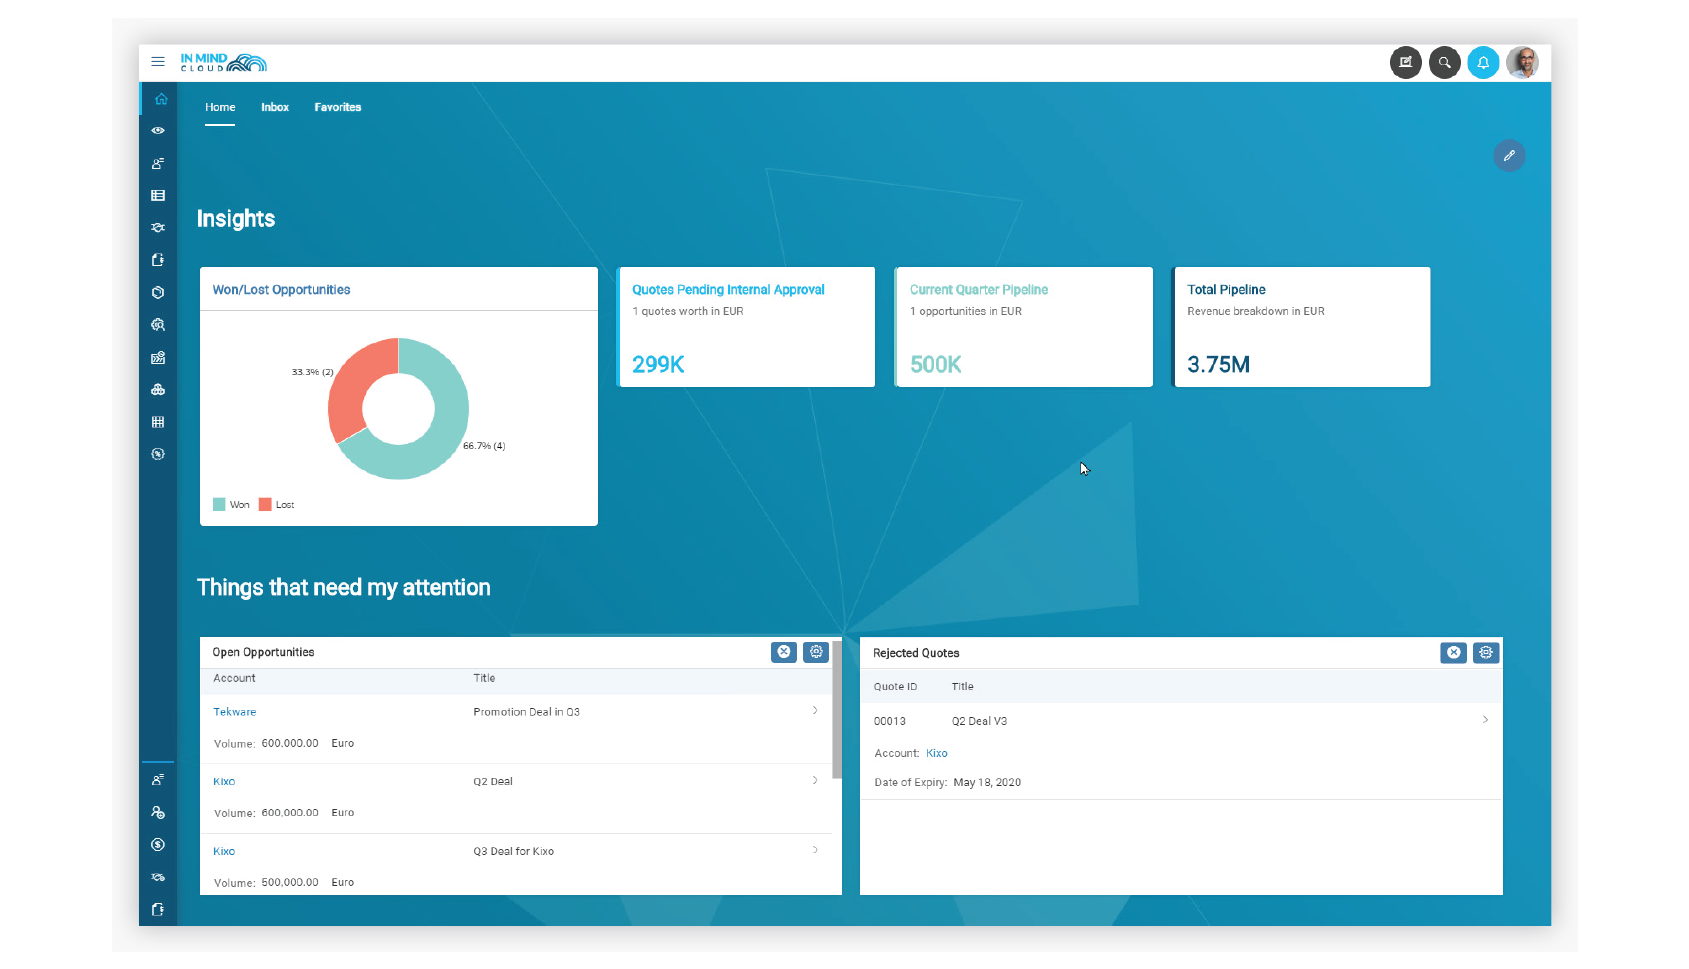 IN MIND
CLOUD
Home Inbox Favorites
Insights
Won/Lost Opportunities
33.3% (2)
66.7% (4)
Won Lost
Quotes Pending Internal Approval
1 quotes worth in EUR
299K
Current Quarter Pipeline
1 opportunities in EUR
500K
Total Pipeline
Revenue breakdown in EUR
3.75M
Things that need my attention
Open Opportunities
Account Title
Tekware Promotion Deal in Q3
Volume: 600,000.00 Euro
Kixo Q2 Deal
Volume: 600,000.00 Euro
Kixo Q3 Deal for Kixo
Volume: 500,000.00 Euro
Rejected Quotes
Quote ID Title
00013 Q2 Deal V3
Account: Kixo
Date of Expiry: May 18, 2020